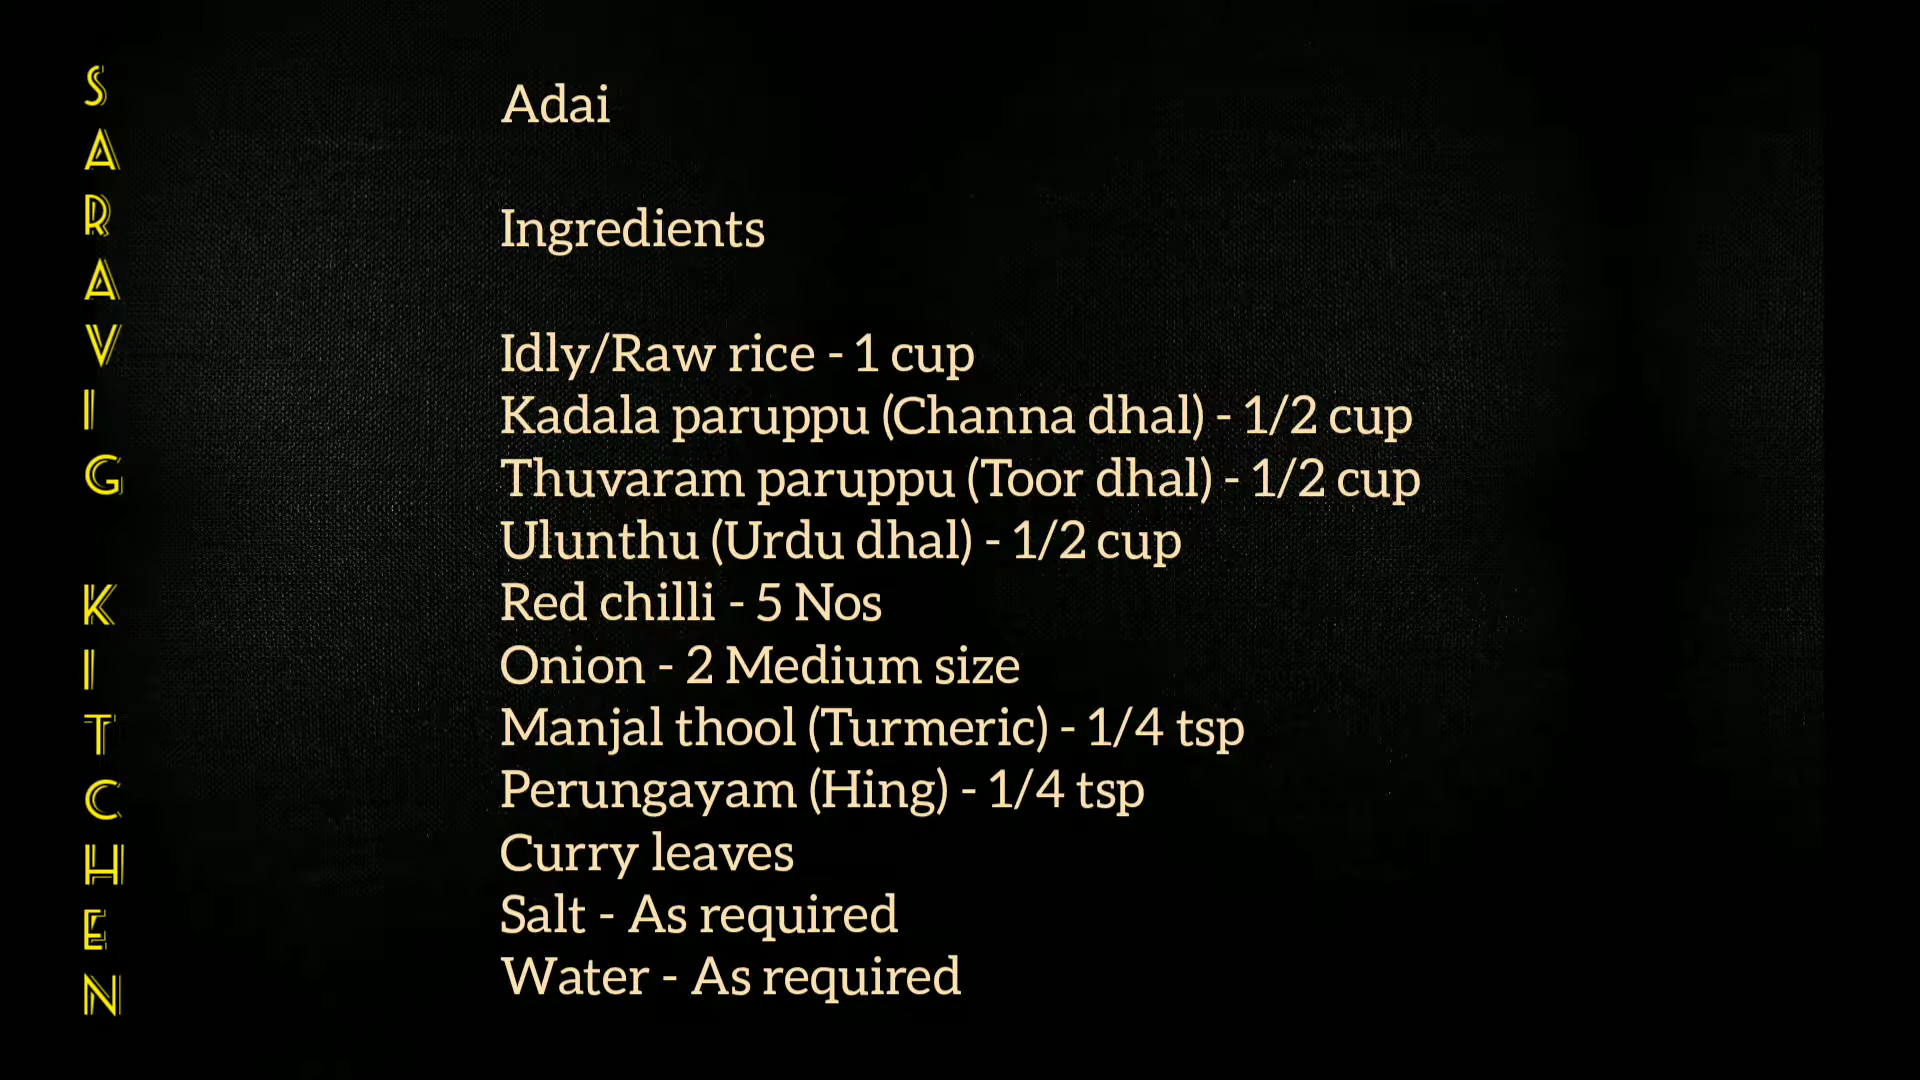 SARAVIG KITCHEN
Adai
Ingredients
Idly/Raw rice - 1 cup
Kadala paruppu (Channa dhal) - 1/2 cup
Thuvaram paruppu (Toor dhal) - 1/2 cup
Ulunthu (Urdu dhal) - 1/2 cup
Red chilli - 5 Nos
Onion - 2 Medium size
Manjal thool (Turmeric) - 1/4 tsp
Perungayam (Hing) - 1/4 tsp
Curry leaves
Salt - As required
Water - As required